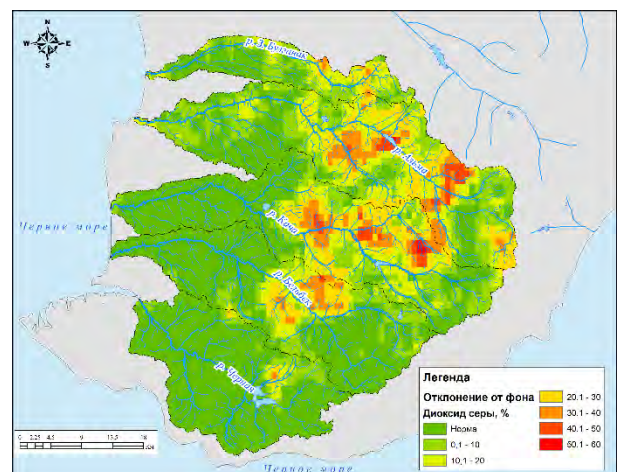 N
W E
S
р. З. Булганак
р. Альма
р. Кача
Черное море
р. Бельбек
р. Черная
Легенда
Отклонение от фона
Диоксид серы, %
Норма
0,1 - 10
10,1 - 20
20.1 - 30
30.1 - 40
40.1 - 50
50.1 - 60
0 2,25 4,5 9 13,5 18
Черное море